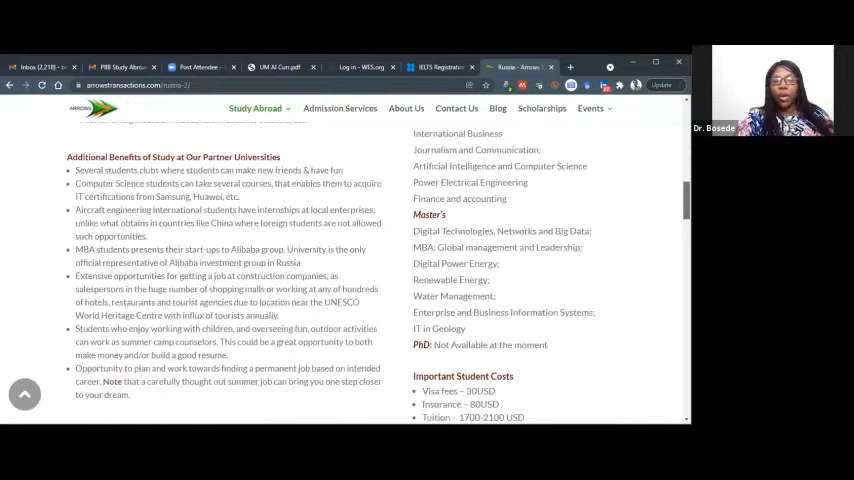 Inbox (2,218) - b
PIIB Study Abroa
Post Attendee -
UM AI Curr.pdf
Log in - WES.org
IELTS Registratio
Russia - Arrows T
arrowstransactions.com/russia-2/
Update
ARROWS
Study Abroad
Admission Services
About Us
Contact Us
Blog
Scholarships
Events
Additional Benefits of Study at Our Partner Universities
Several students clubs where students can make new friends & have fun
Computer Science students can take several courses, that enables them to acquire
IT certifications from Samsung, Huawei, etc.
Aircraft engineering international students have internships at local enterprises,
unlike what obtains in countries like China where foreign students are not allowed
such opportunities.
MBA students presents their start-ups to Alibaba group. University is the only
official representative of Alibaba investment group in Russia
Extensive opportunities for getting a job at construction companies, as
salespersons in the huge number of shopping malls or working at any of hundreds
of hotels, restaurants and tourist agencies due to location near the UNESCO
World Heritage Centre with influx of tourists annually.
Students who enjoy working with children, and overseeing fun, outdoor activities
can work as summer camp counselors. This could be a great opportunity to both
make money and/or build a good resume.
Opportunity to plan and work towards finding a permanent job based on intended
career. Note that a carefully thought out summer job can bring you one step closer
to your dream.
International Business
Journalism and Communication;
Artificial Intelligence and Computer Science
Power Electrical Engineering
Finance and accounting
Master's
Digital Technologies, Networks and Big Data;
MBA: Global management and Leadership;
Digital Power Energy;
Renewable Energy;
Water Management;
Enterprise and Business Information Systems;
IT in Geology
PhD: Not Available at the moment
Important Student Costs
Visa fees – 30USD
Insurance – 80USD
Tuition – 1700-2100 USD
Dr. Bosede